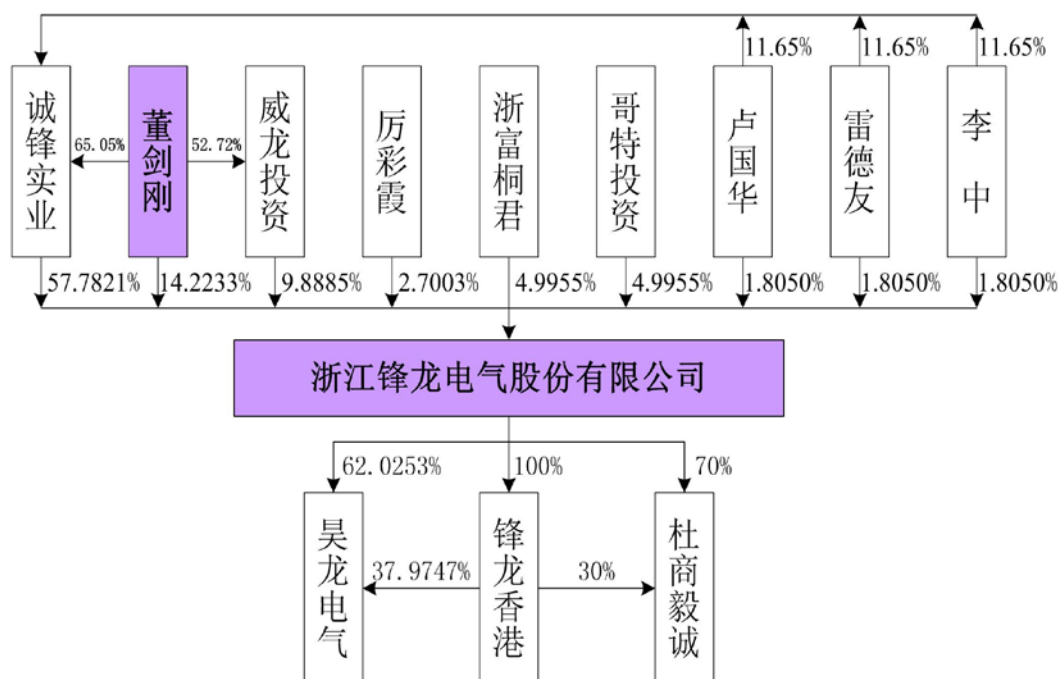 11.65%
11.65%
11.65%
诚锋实业
65.05%
董剑刚
52.72%
威龙投资
厉彩霞
浙富桐君
哥特投资
卢国华
雷德友
李中
57.7821%
14.2233%
9.8885%
2.7003%
4.9955%
4.9955%
1.8050%
1.8050%
1.8050%
浙江锋龙电气股份有限公司
62.0253%
100%
70%
昊龙电气
37.9747%
锋龙香港
30%
杜商毅诚